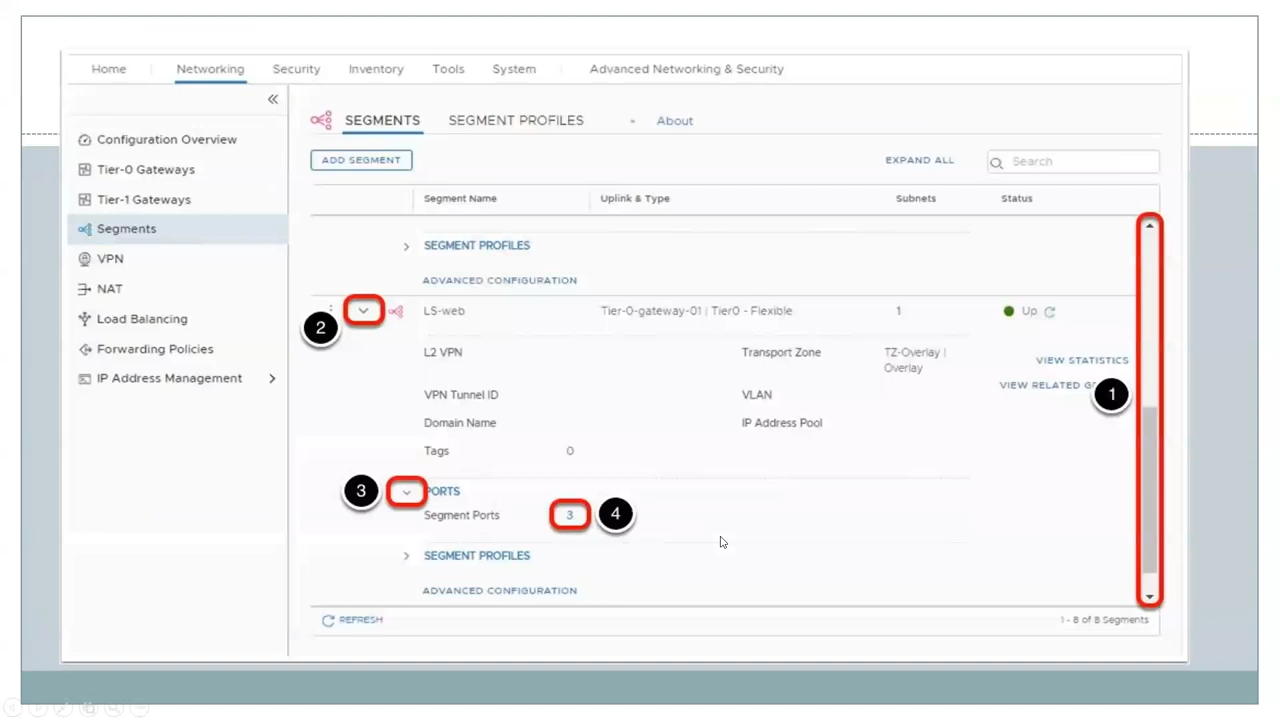 Home Networking Security Inventory Tools System Advanced Networking & Security
Configuration Overview
Tier-0 Gateways
Tier-1 Gateways
Segments
VPN
NAT
Load Balancing
Forwarding Policies
IP Address Management
SEGMENTS SEGMENT PROFILES About
ADD SEGMENT EXPAND ALL Search
Segment Name Uplink & Type Subnets Status
SEGMENT PROFILES
ADVANCED CONFIGURATION
2 LS-web Tier-0-gateway-01 | Tier0 - Flexible 1 Up
L2 VPN Transport Zone TZ-Overlay |
Overlay
VIEW STATISTICS
VIEW RELATED 1
VPN Tunnel ID VLAN
Domain Name IP Address Pool
Tags 0
3 PORTS
Segment Ports 3 4
SEGMENT PROFILES
ADVANCED CONFIGURATION
REFRESH 1 - 8 of 8 Segments